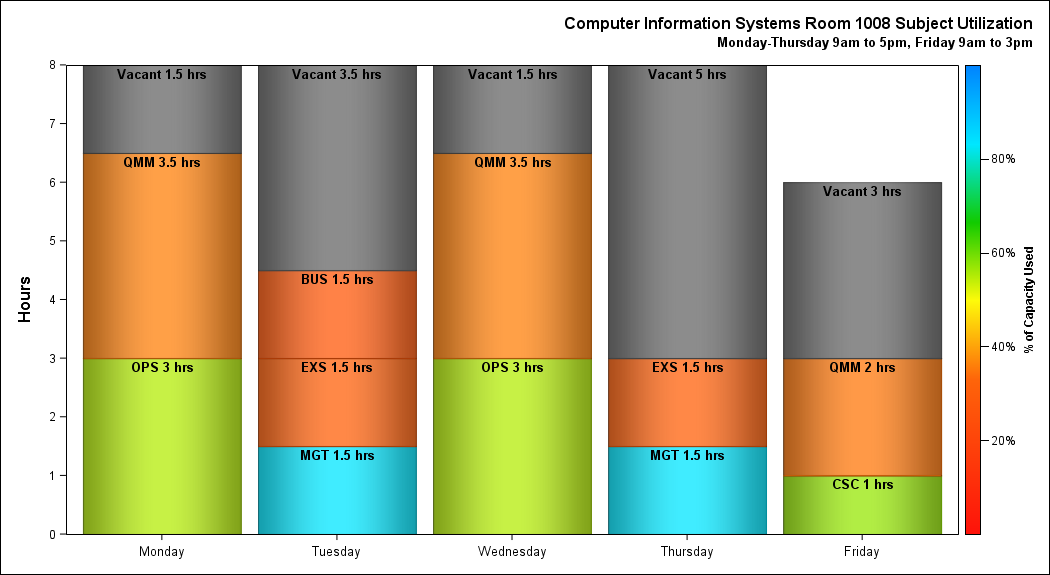 Computer Information Systems Room 1008 Subject Utilization
Monday-Thursday 9am to 5pm, Friday 9am to 3pm
8
7
6
5
4
3
2
1
0
Hours
Vacant 1.5 hrs
QMM 3.5 hrs
OPS 3 hrs
Vacant 3.5 hrs
BUS 1.5 hrs
EXS 1.5 hrs
MGT 1.5 hrs
Vacant 1.5 hrs
QMM 3.5 hrs
OPS 3 hrs
Vacant 5 hrs
EXS 1.5 hrs
MGT 1.5 hrs
Vacant 3 hrs
QMM 2 hrs
CSC 1 hrs
Monday
Tuesday
Wednesday
Thursday
Friday
80%
60%
40%
20%
% of Capacity Used